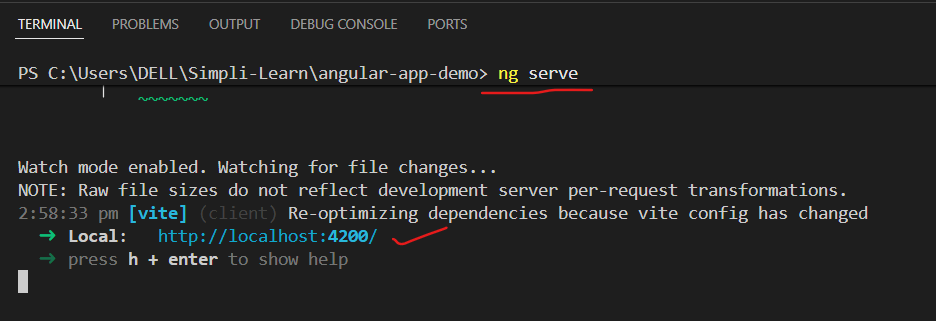 TERMINAL PROBLEMS OUTPUT DEBUG CONSOLE PORTS
PS C:\Users\DELL\Simpli-Learn\angular-app-demo> ng serve
Watch mode enabled. Watching for file changes...
NOTE: Raw file sizes do not reflect development server per-request transformations.
2:58:33 pm [vite] (client) Re-optimizing dependencies because vite config has changed
➜ Local: http://localhost:4200/
➜ press h + enter to show help